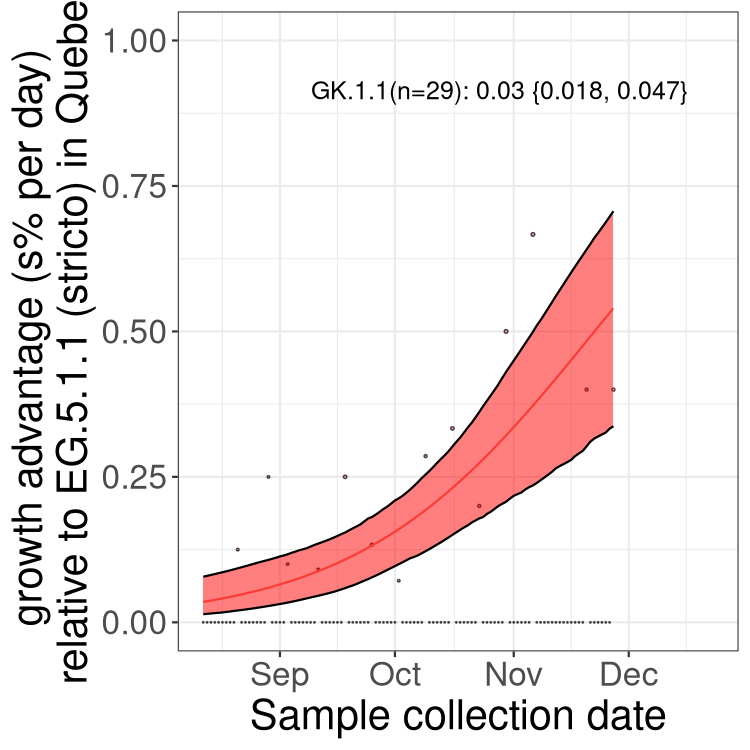 growth advantage (s% per day)
relative to EG.5.1.1 (stricto) in Quebe
1.00
0.75
0.50
0.25
0.00
GK.1.1(n=29): 0.03 {0.018, 0.047}
Sep Oct Nov Dec
Sample collection date